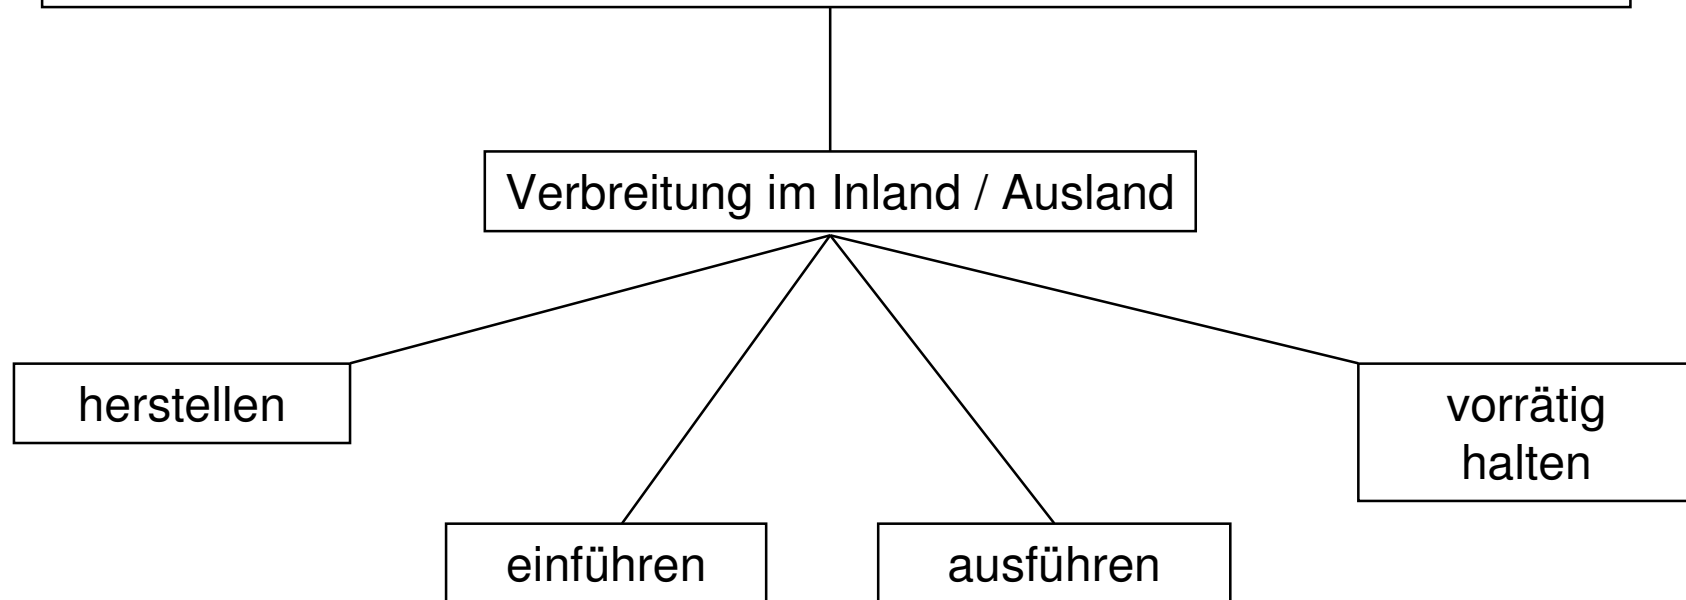 Verbreitung im Inland / Ausland
herstellen
vorrätig
halten
einführen
ausführen